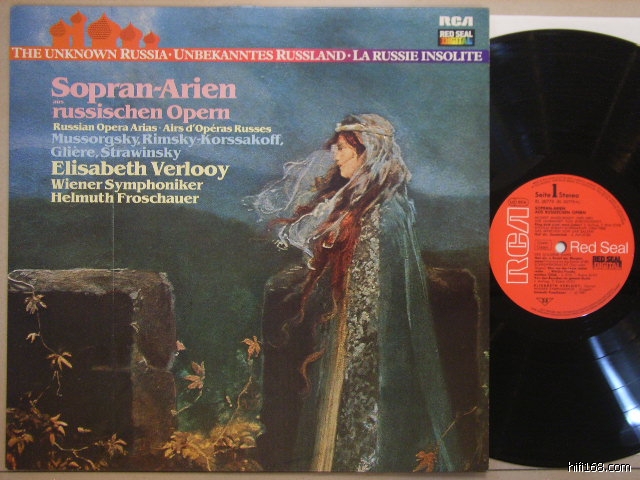 RCA
RED SEAL
DIGITAL
THE UNKNOWN RUSSIA · UNBEKANNTES RUSSLAND · LA RUSSIE INSOLITE
Sopran-Arien
aus
russischen Opern
Russian Opera Arias · Airs d'Opéras Russes
Mussorgsky, Rimsky-Korssakoff,
Glière, Strawinsky
Elisabeth Verlooy
Wiener Symphoniker
Helmuth Froschauer
Seite 1 Stereo
SOPRAN-ARIEN
AUS RUSSISCHEN OPERN
RCA
Red Seal
RED SEAL
DIGITAL
ELISABETH VERLOOY
hifi168.com